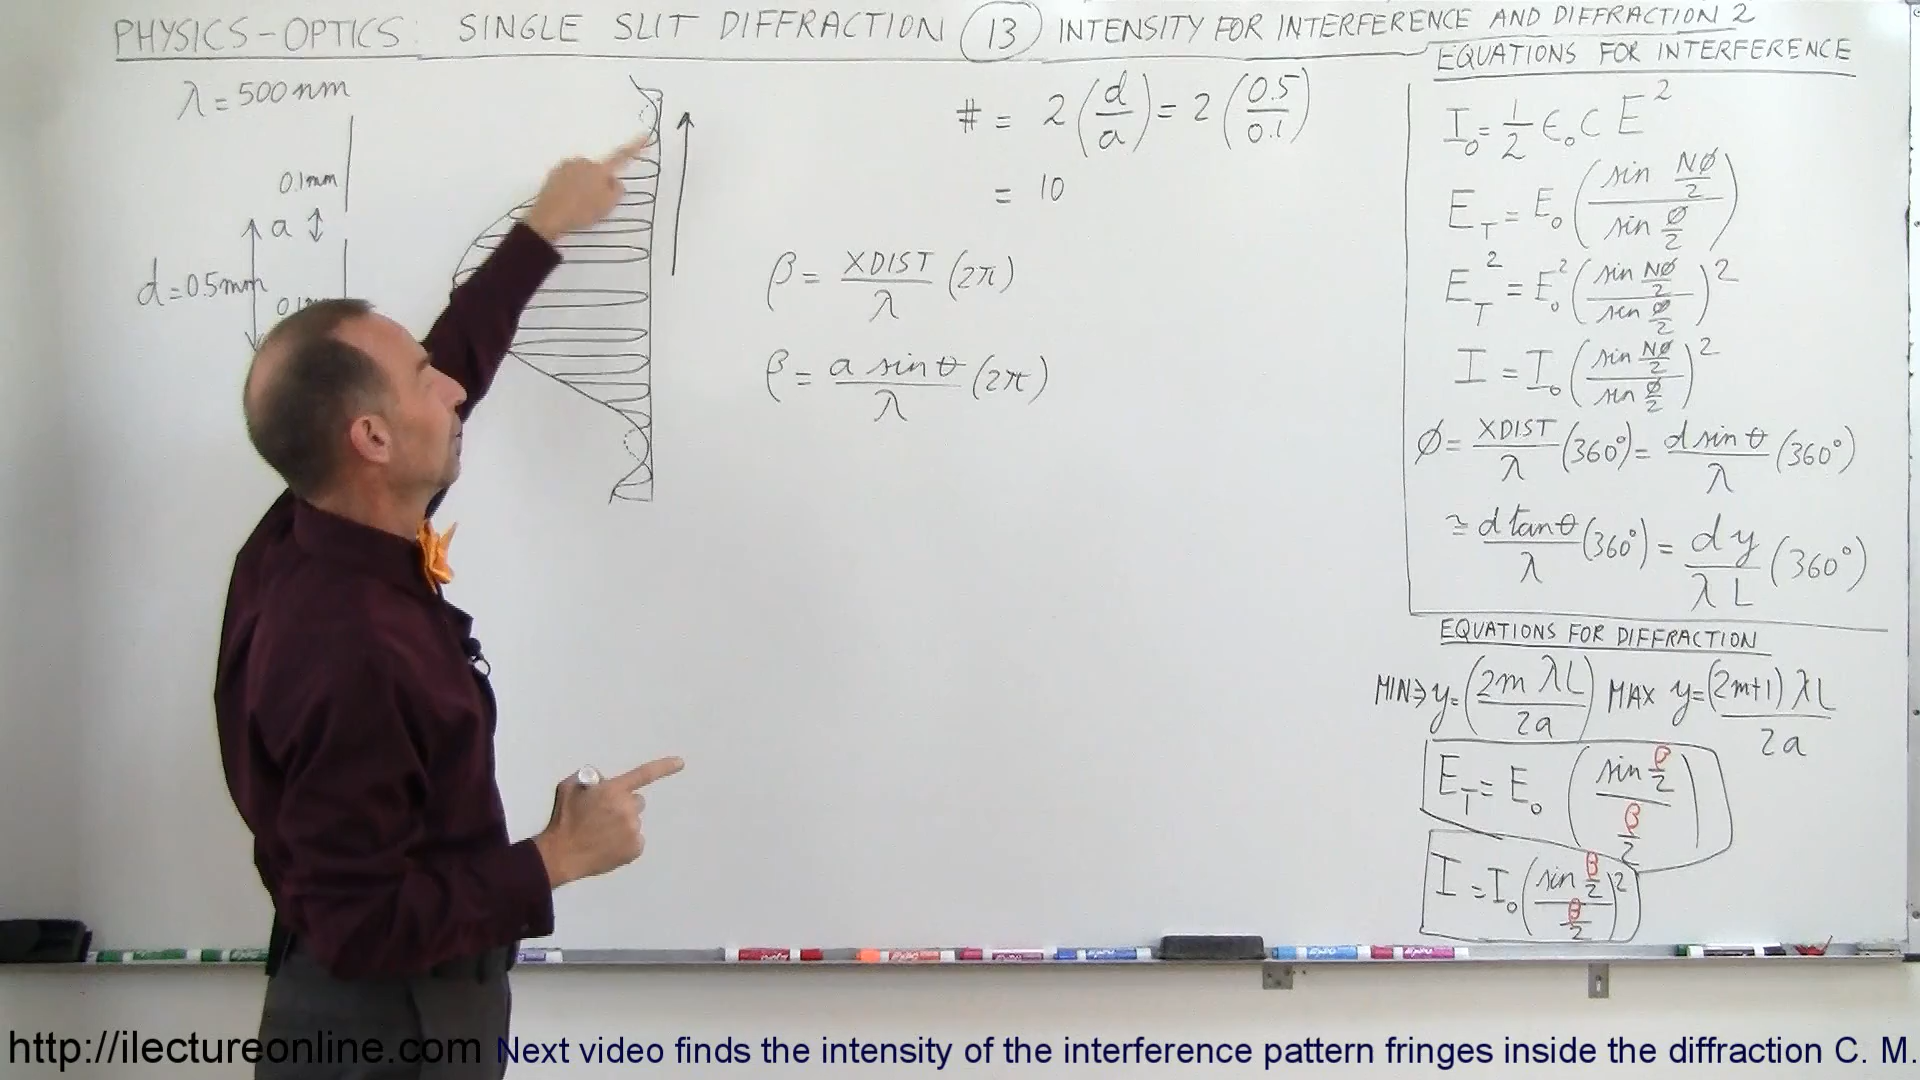 PHYSICS-OPTICS: SINGLE SLIT DIFFRACTION 13 INTENSITY FOR INTERFERENCE AND DIFFRACTION 2
λ = 500 nm
0.1mm
a
d = 0.5mm
# = 2 (d/a) = 2 (0.5/0.1)
= 10
β = XDIST/λ (2π)
β = a sin θ/λ (2π)
EQUATIONS FOR INTERFERENCE
I₀ = 1/2 ε₀ C E²
E_T = E₀ (sin Nø/2 / sin ø/2)
E_T² = E₀² (sin Nø/2 / sin ø/2)²
I = I₀ (sin Nø/2 / sin ø/2)²
ø = XDIST/λ (360°) = d sin θ/λ (360°)
≅ d tan θ/λ (360°) = d y/λ L (360°)
EQUATIONS FOR DIFFRACTION
MIN⇒ y = (2m λL/2a) MAX y = (2m+1) λL/2a
E_T = E₀ (sin β/2 / β/2)
I = I₀ (sin β/2 / β/2)²
http://ilectureonline.com Next video finds the intensity of the interference pattern fringes inside the diffraction C. M.